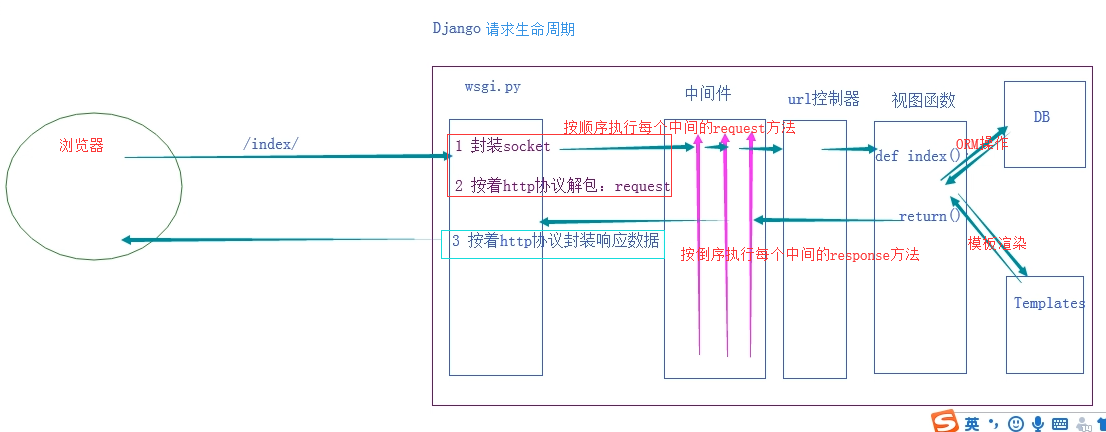 Django 请求生命周期
wsgi.py
中间件
url控制器
视图函数
DB
浏览器
/index/
按顺序执行每个中间的request方法
1 封装socket
def index()
ORM操作
2 按着http协议解包：request
return()
3 按着http协议封装响应数据
按倒序执行每个中间的response方法
模板渲染
Templates
英